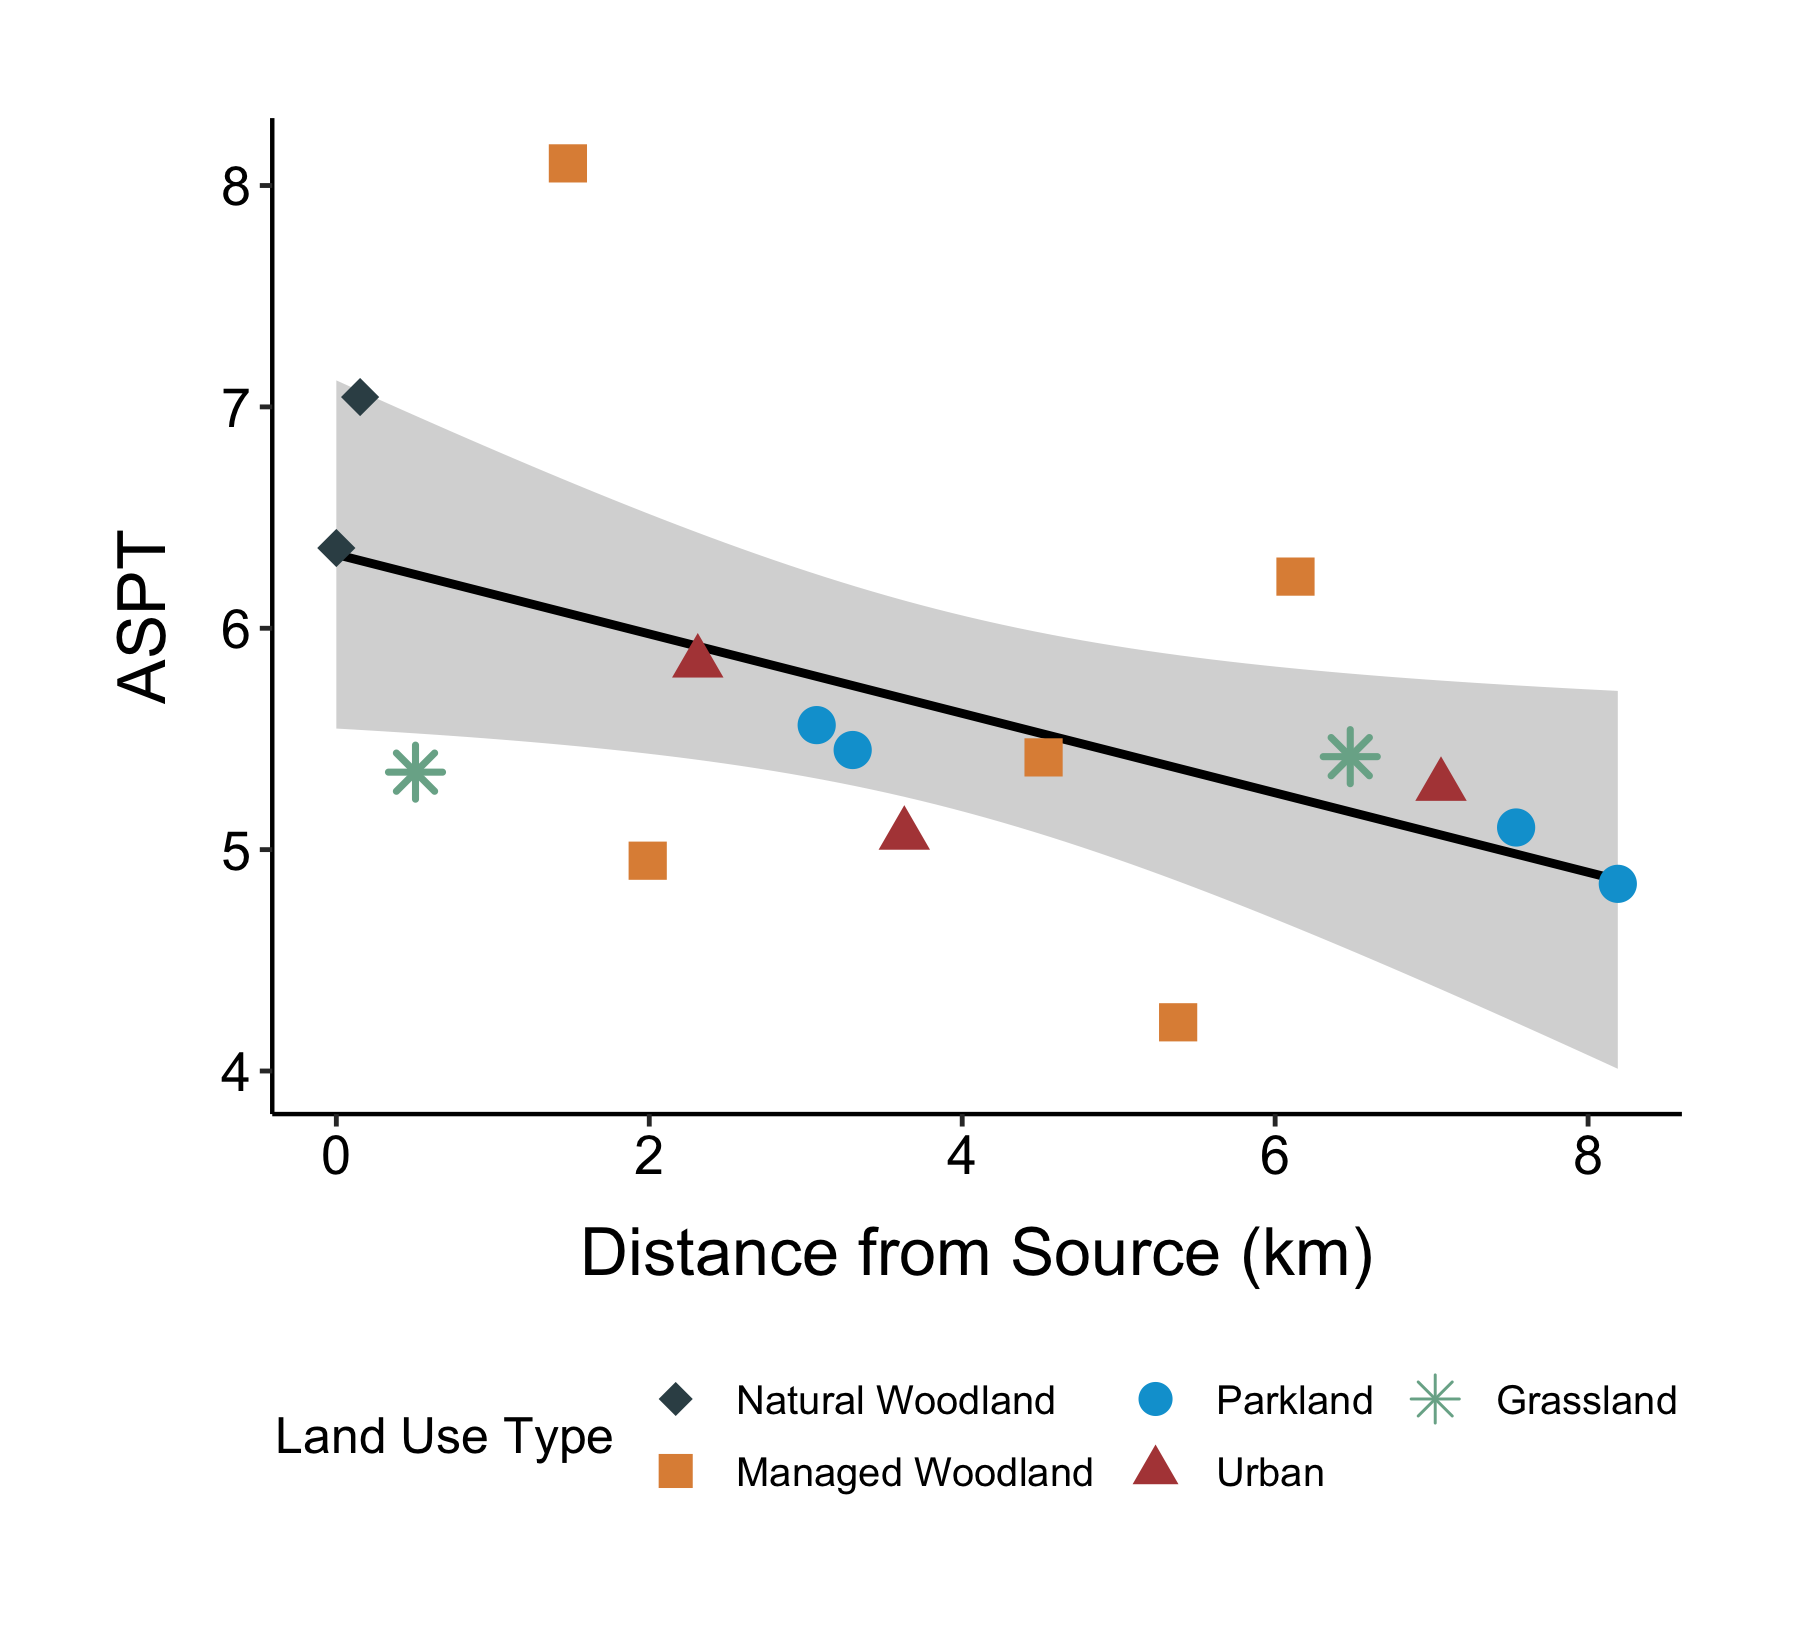 ASPT
8
7
6
5
4
0 2 4 6 8
Distance from Source (km)
Land Use Type
Natural Woodland
Managed Woodland
Parkland
Urban
Grassland